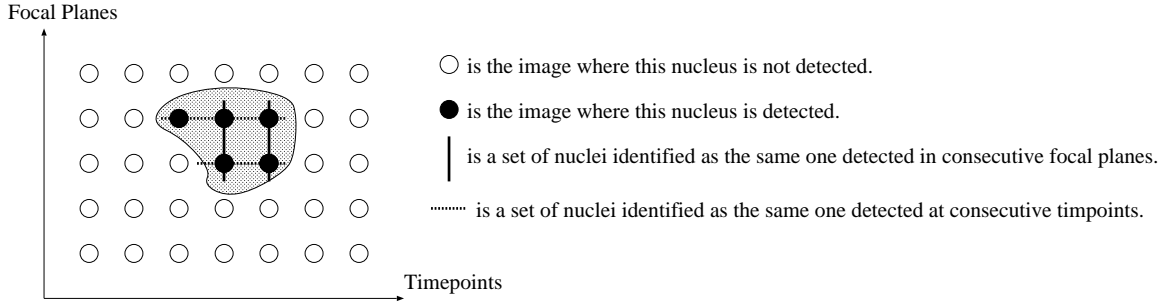 Focal Planes
is the image where this nucleus is not detected.
is the image where this nucleus is detected.
is a set of nuclei identified as the same one detected in consecutive focal planes.
is a set of nuclei identified as the same one detected at consecutive timpoints.
Timepoints